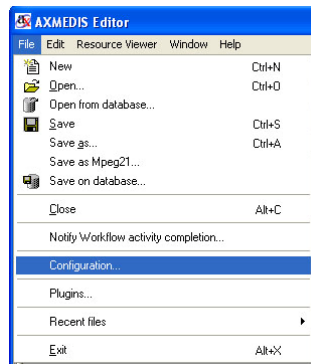 AXMEDIS Editor
File Edit Resource Viewer Window Help
New Ctrl+N
Open... Ctrl+O
Open from database...
Save Ctrl+S
Save as... Ctrl+A
Save as Mpeg21...
Save on database...
Close Alt+C
Notify Workflow activity completion...
Configuration...
Plugins...
Recent files
Exit Alt+X